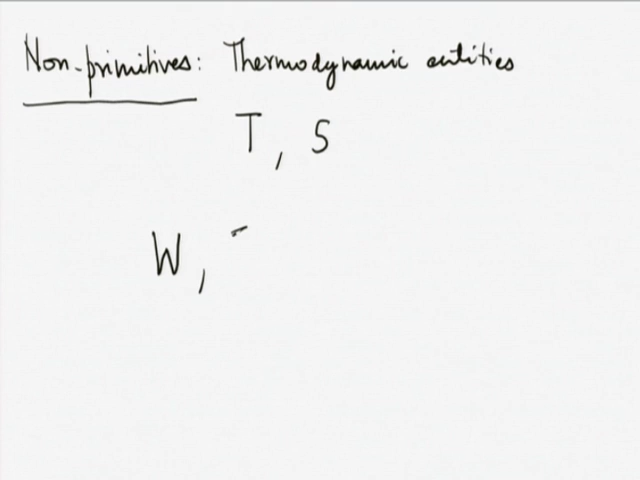 Non-primitives: Thermodynamic entities
T, S
W,